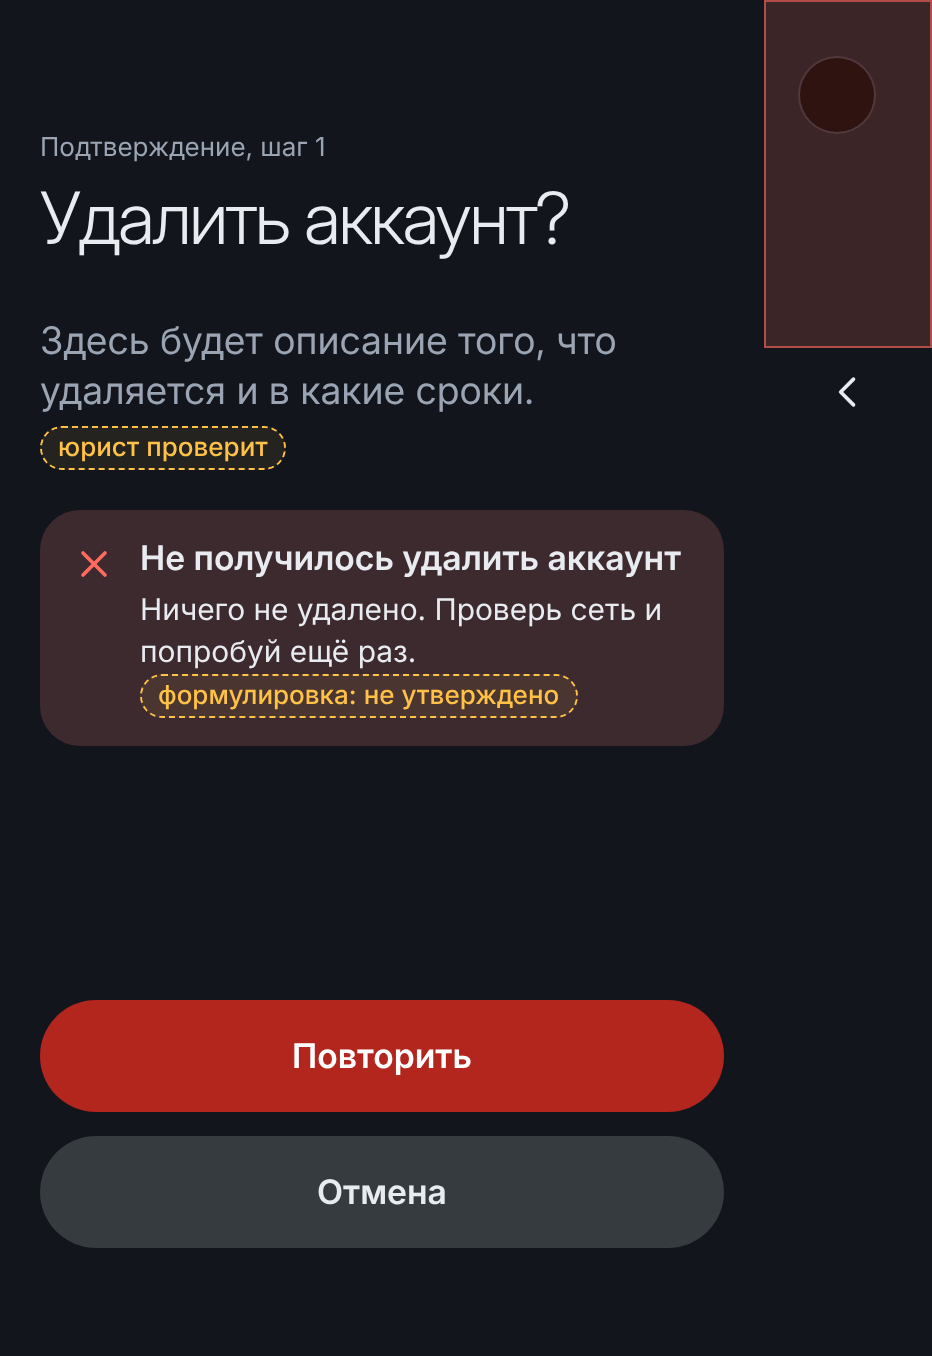 Подтверждение, шаг 1
Удалить аккаунт?
Здесь будет описание того, что
удаляется и в какие сроки.
юрист проверит
Не получилось удалить аккаунт
Ничего не удалено. Проверь сеть и
попробуй ещё раз.
формулировка: не утверждено
Повторить
Отмена